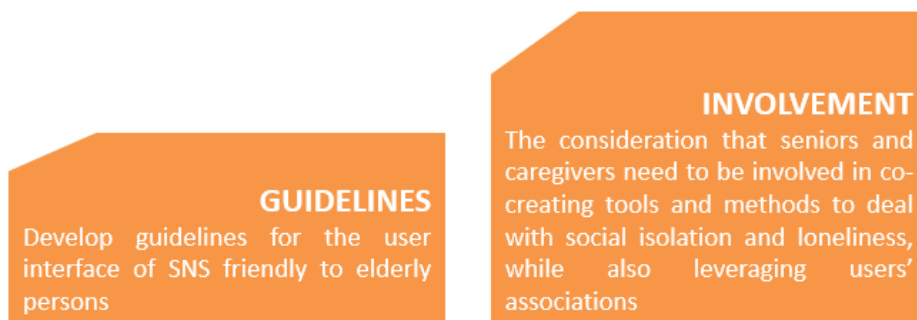 GUIDELINES
Develop guidelines for the user
interface of SNS friendly to elderly
persons
INVOLVEMENT
The consideration that seniors and
caregivers need to be involved in co-
creating tools and methods to deal
with social isolation and loneliness,
while also leveraging users’
associations